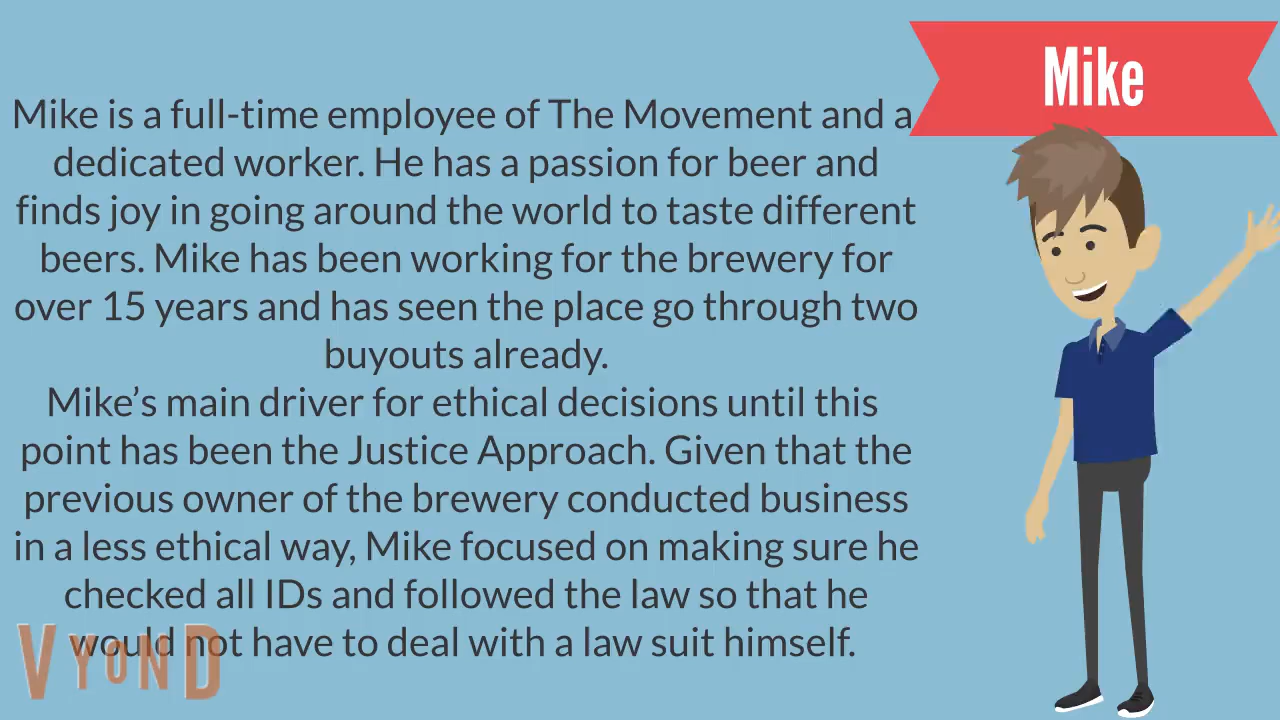 Mike
Mike is a full-time employee of The Movement and a
dedicated worker. He has a passion for beer and
finds joy in going around the world to taste different
beers. Mike has been working for the brewery for
over 15 years and has seen the place go through two
buyouts already.
Mike’s main driver for ethical decisions until this
point has been the Justice Approach. Given that the
previous owner of the brewery conducted business
in a less ethical way, Mike focused on making sure he
checked all IDs and followed the law so that he
would not have to deal with a law suit himself.
VYOND